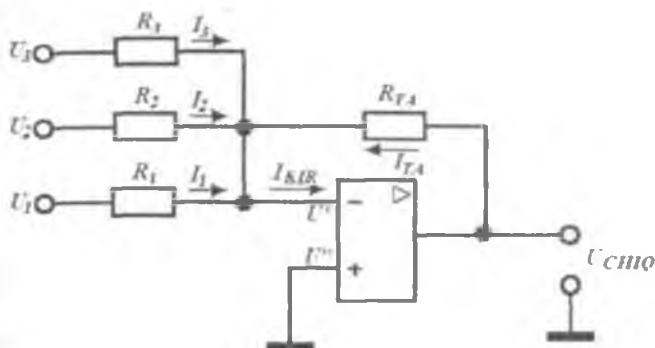 R3 I3
U3
R2 I2
U2
RTA
ITA
R1 I1
U1
IKIR
U'
−
▷
U"
+
UCHIQ